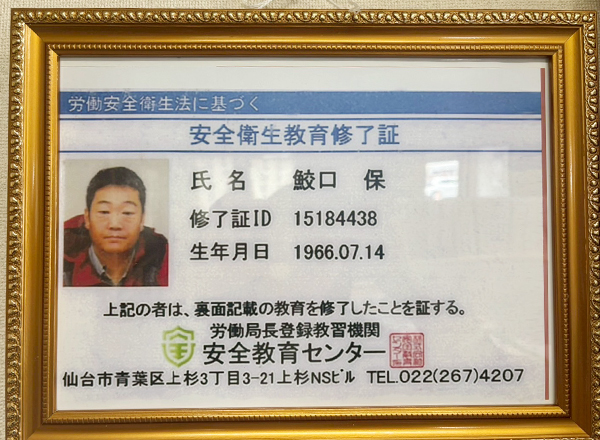 労働安全衛生法に基づく
安全衛生教育修了証
氏名 鮫口 保
修了証ID 15184438
生年月日 1966.07.14
上記の者は、裏面記載の教育を修了したことを証する。
労働局長登録教習機関
安全教育センター
仙台市青葉区上杉3丁目3-21上杉NSビル TEL.022(267)4207